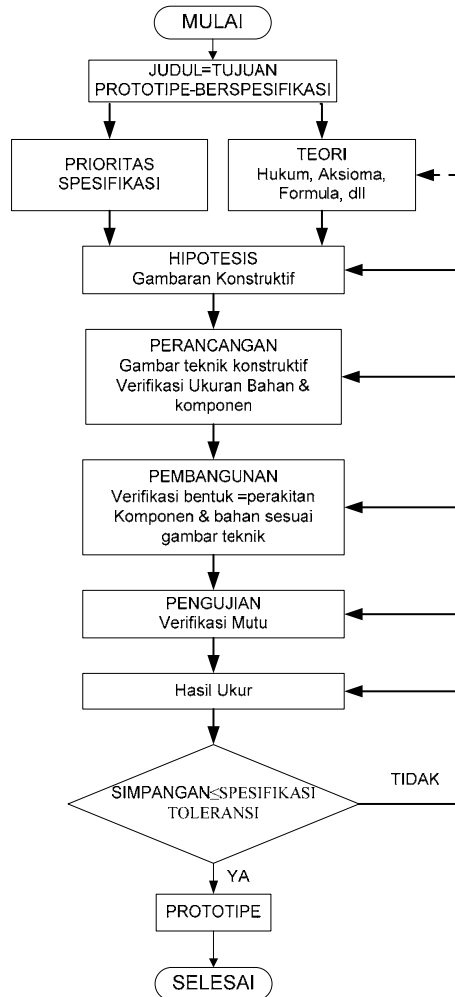 MULAI
JUDUL=TUJUAN
PROTOTIPE-BERSPESIFIKASI
PRIORITAS
SPESIFIKASI
TEORI
Hukum, Aksioma,
Formula, dll
HIPOTESIS
Gambaran Konstruktif
PERANCANGAN
Gambar teknik konstruktif
Verifikasi Ukuran Bahan &
komponen
PEMBANGUNAN
Verifikasi bentuk =perakitan
Komponen & bahan sesuai
gambar teknik
PENGUJIAN
Verifikasi Mutu
Hasil Ukur
SIMPANGAN≤SPESIFIKASI
TOLERANSI
TIDAK
YA
PROTOTIPE
SELESAI